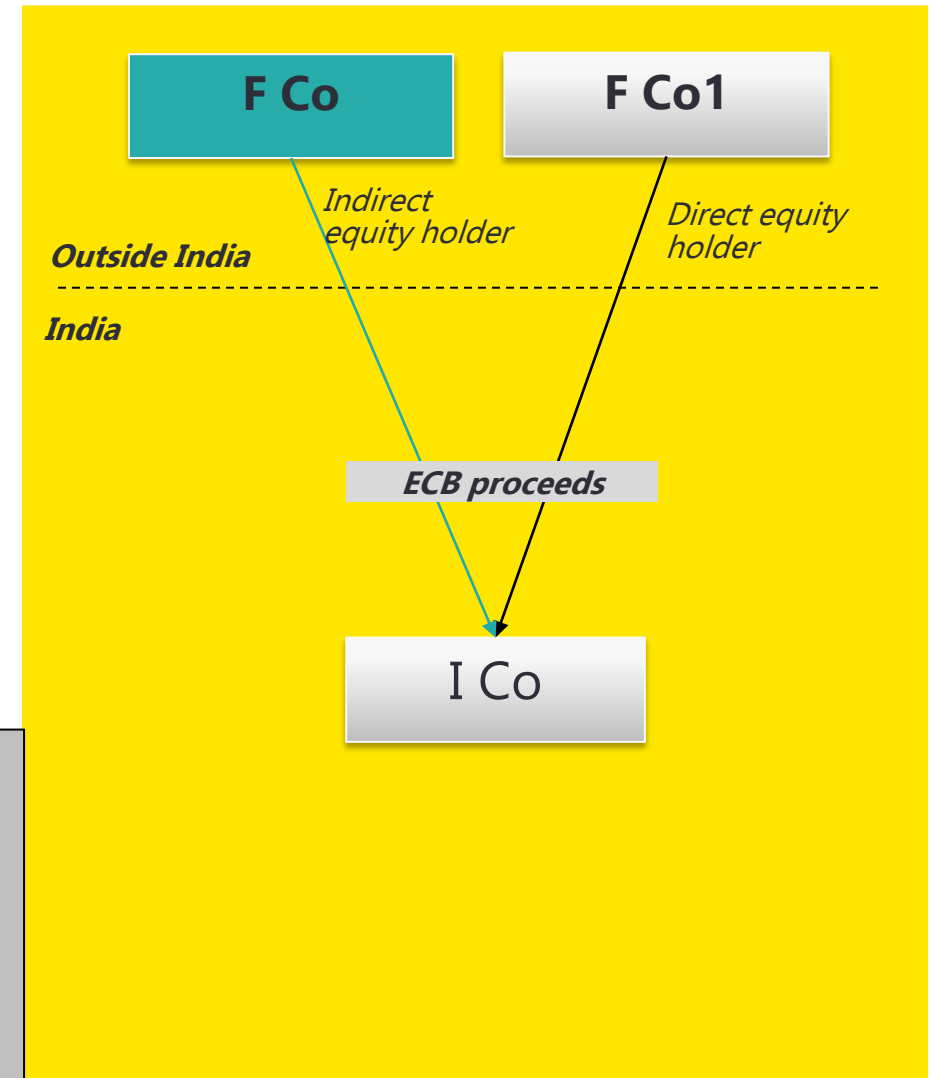 F Co
F Co1
Indirect
equity holder
Direct equity
holder
Outside India
India
ECB proceeds
I Co